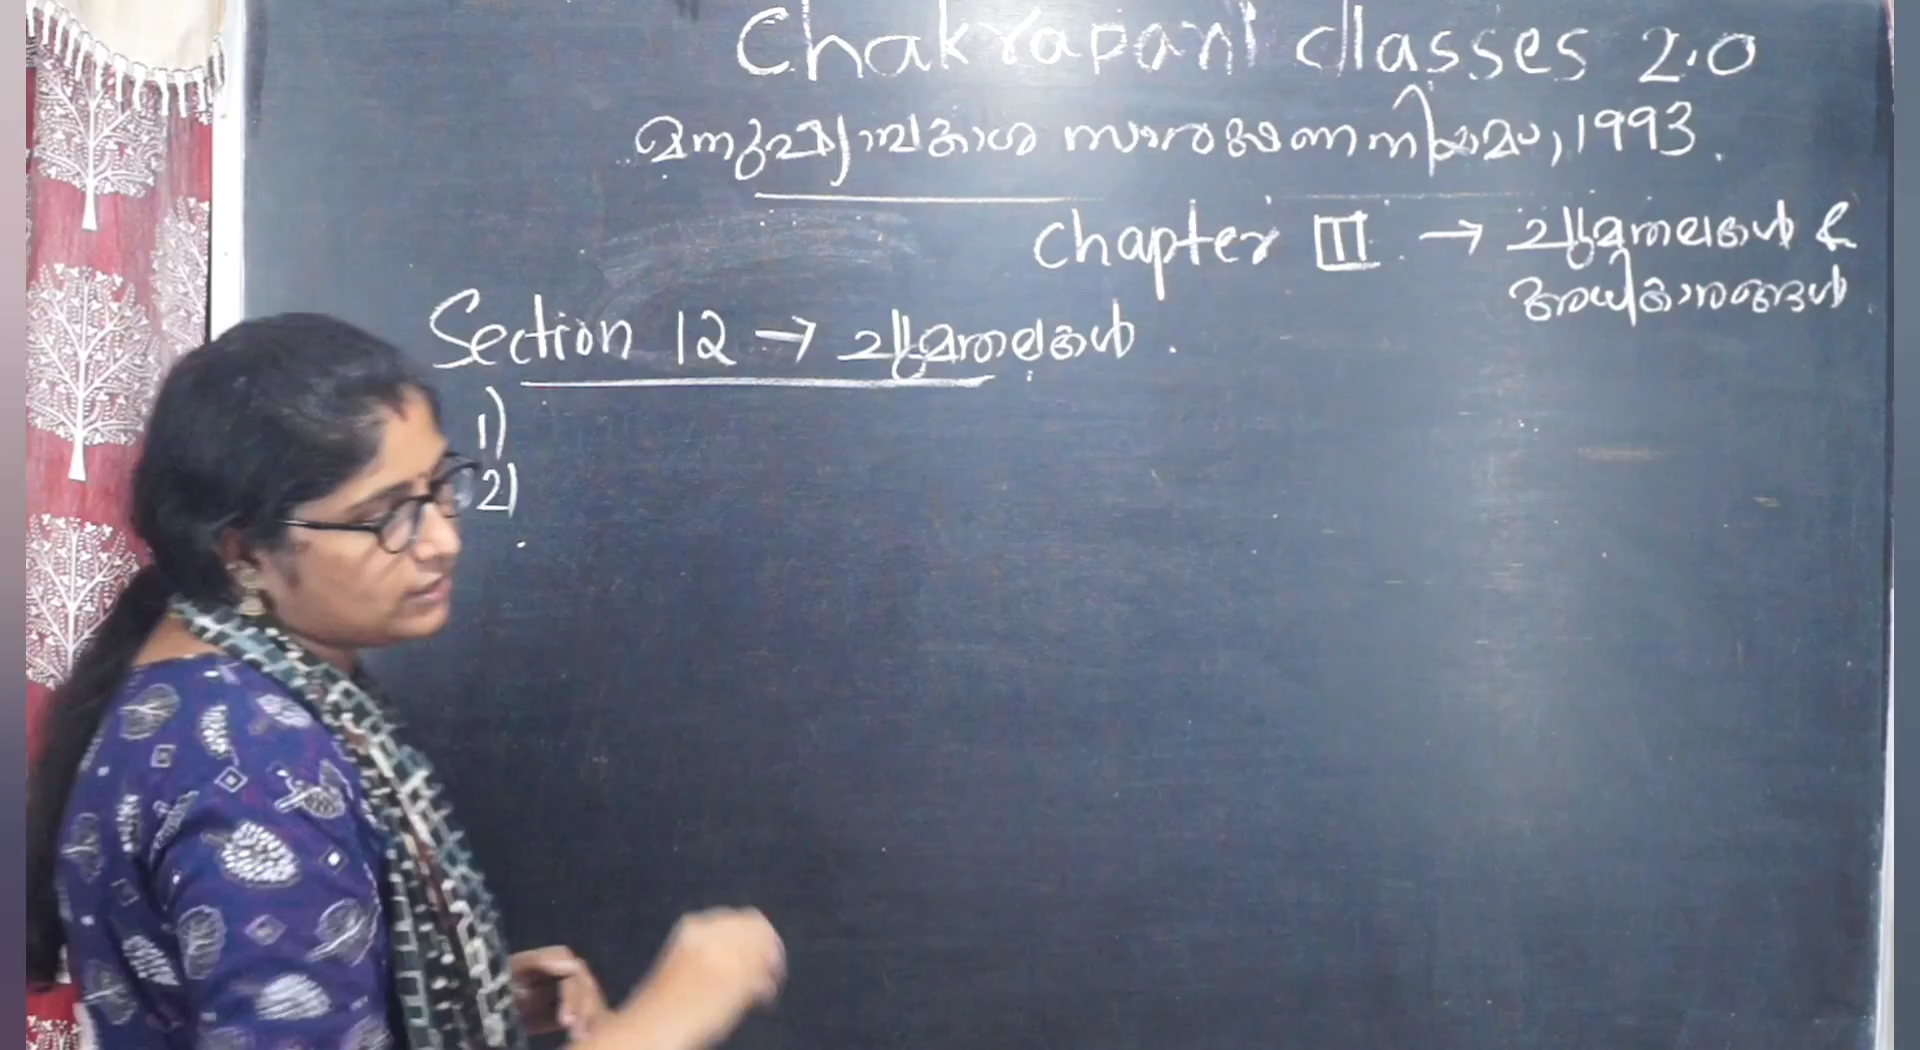 Chakrapani classes 2.0
മനുഷ്യാവകാശ സംരക്ഷണ നിയമം, 1993.
Chapter III → ചുമതലകൾ &
അധികാരങ്ങൾ
Section 12 → ചുമതലകൾ.
1)
2)